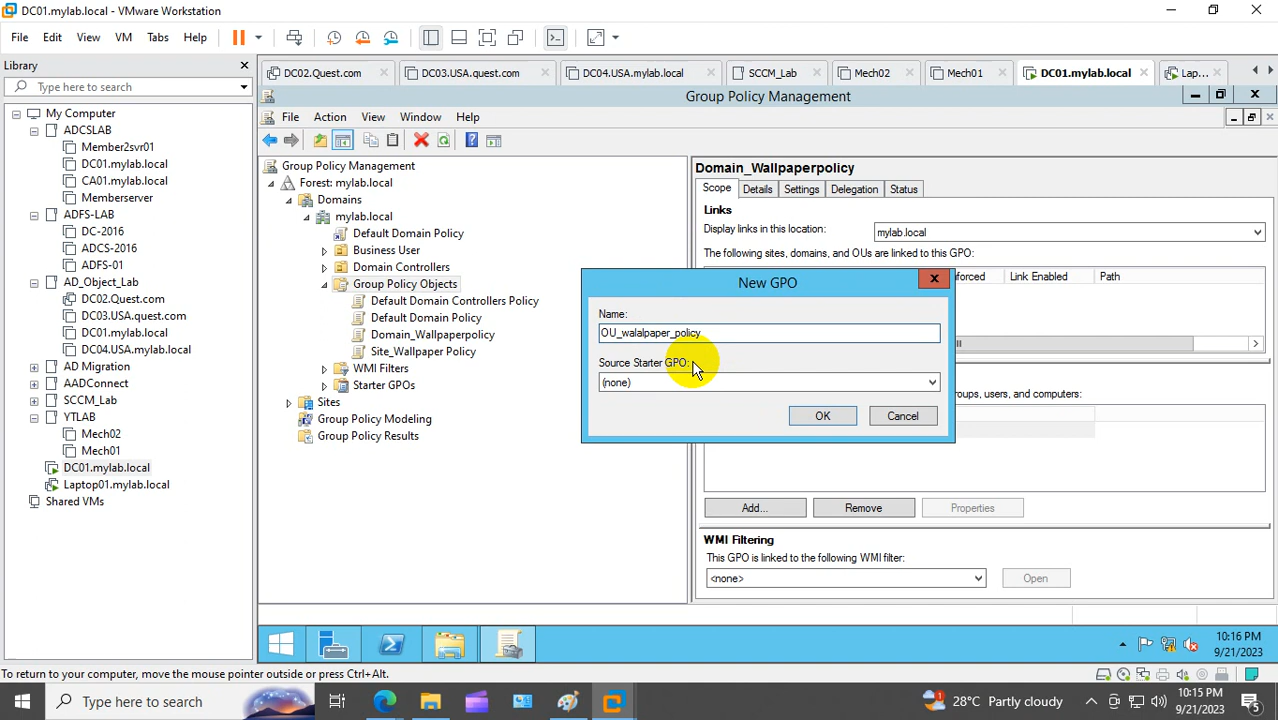 DC01.mylab.local - VMware Workstation
File Edit View VM Tabs Help
Library
Type here to search
My Computer
ADCSLAB
Member2svr01
DC01.mylab.local
CA01.mylab.local
Memberserver
ADFS-LAB
DC-2016
ADCS-2016
ADFS-01
AD_Object_Lab
DC02.Quest.com
DC03.USA.quest.com
DC01.mylab.local
DC04.USA.mylab.local
AD Migration
AADConnect
SCCM_Lab
YTLAB
Mech02
Mech01
DC01.mylab.local
Laptop01.mylab.local
Shared VMs
DC02.Quest.com DC03.USA.quest.com DC04.USA.mylab.local SCCM_Lab Mech02 Mech01 DC01.mylab.local Lap...
Group Policy Management
File Action View Window Help
Group Policy Management
Forest: mylab.local
Domains
mylab.local
Default Domain Policy
Business User
Domain Controllers
Group Policy Objects
Default Domain Controllers Policy
Default Domain Policy
Domain_Wallpaperpolicy
Site_Wallpaper Policy
WMI Filters
Starter GPOs
Sites
Group Policy Modeling
Group Policy Results
Domain_Wallpaperpolicy
Scope Details Settings Delegation Status
Links
Display links in this location: mylab.local
The following sites, domains, and OUs are linked to this GPO:
Link Enabled Path
New GPO
Name:
OU_walalpaper_policy
Source Starter GPO:
(none)
OK Cancel
users, and computers:
Add... Remove Properties
WMI Filtering
This GPO is linked to the following WMI filter:
<none> Open
10:16 PM
9/21/2023
To return to your computer, move the mouse pointer outside or press Ctrl+Alt.
Type here to search
28°C Partly cloudy
10:15 PM
9/21/2023
5